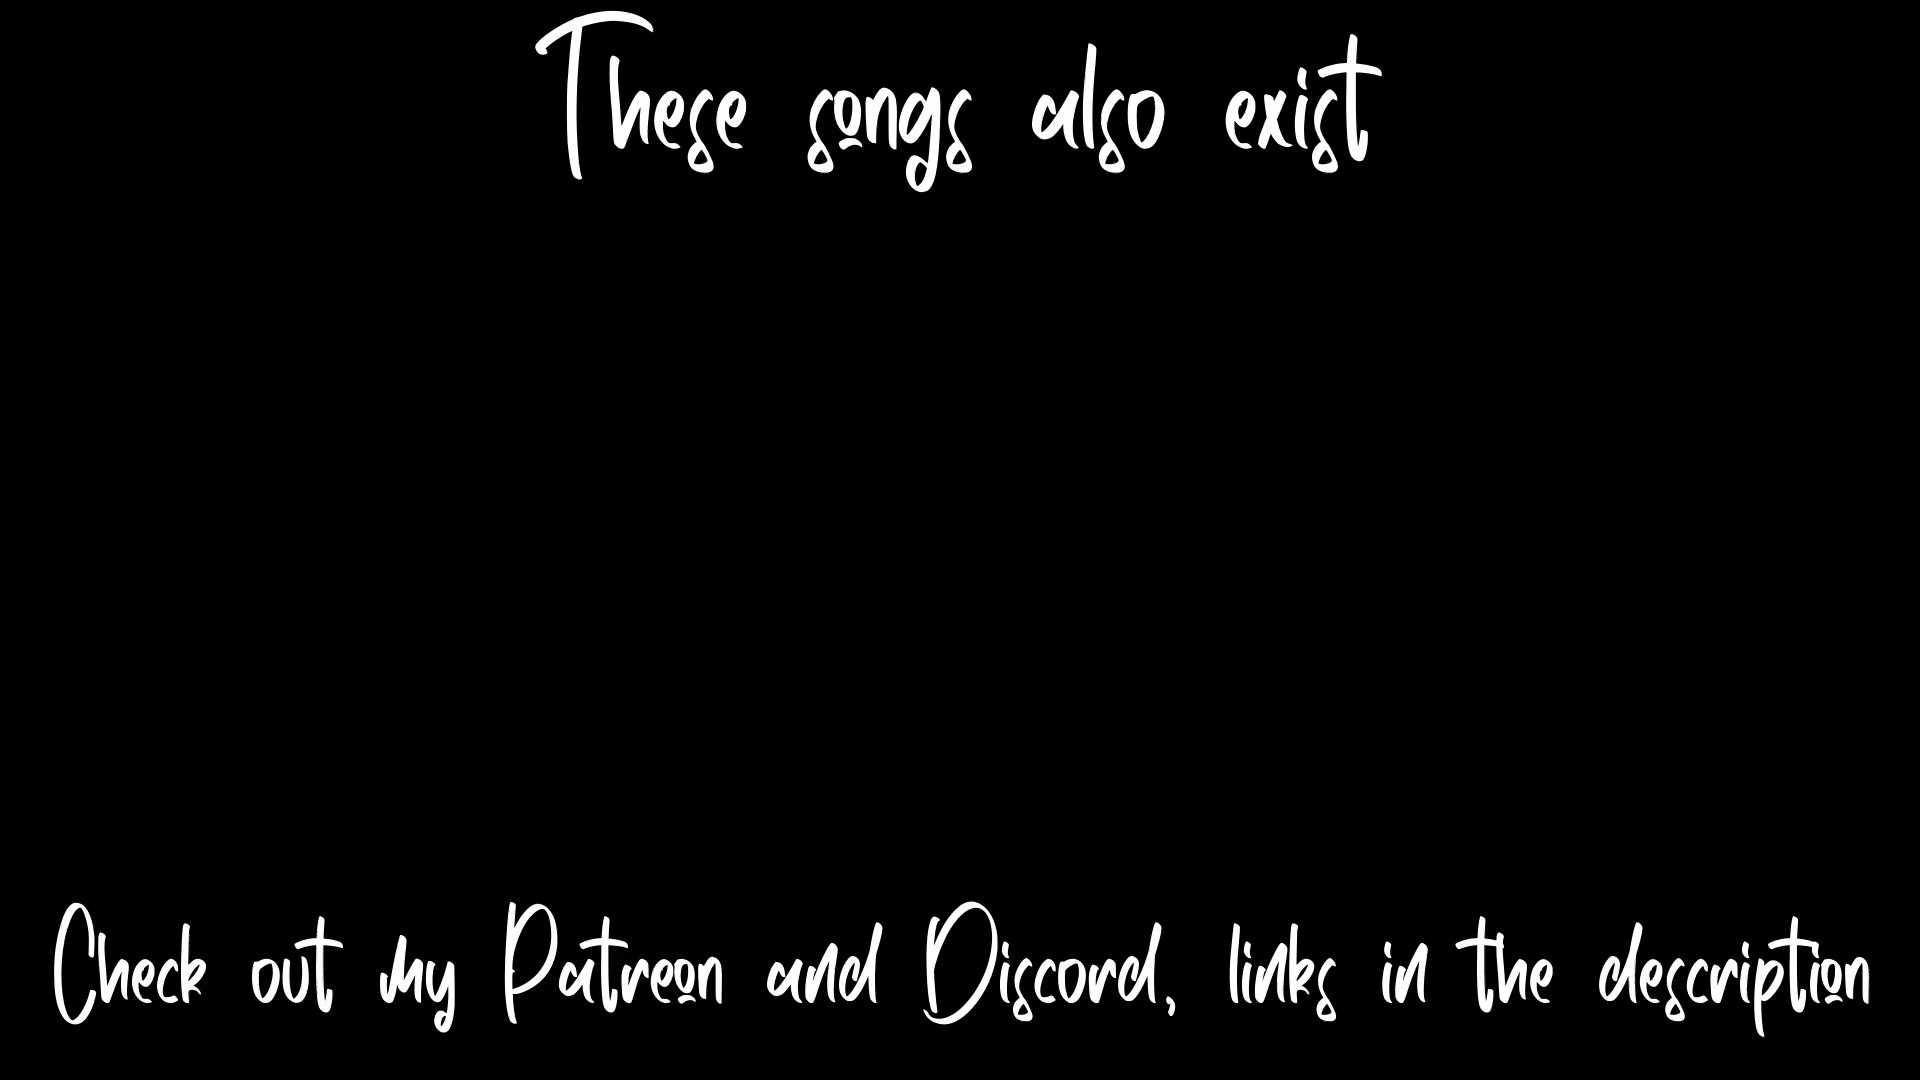 These songs also exist
Check out my Patreon and Discord, links in the description